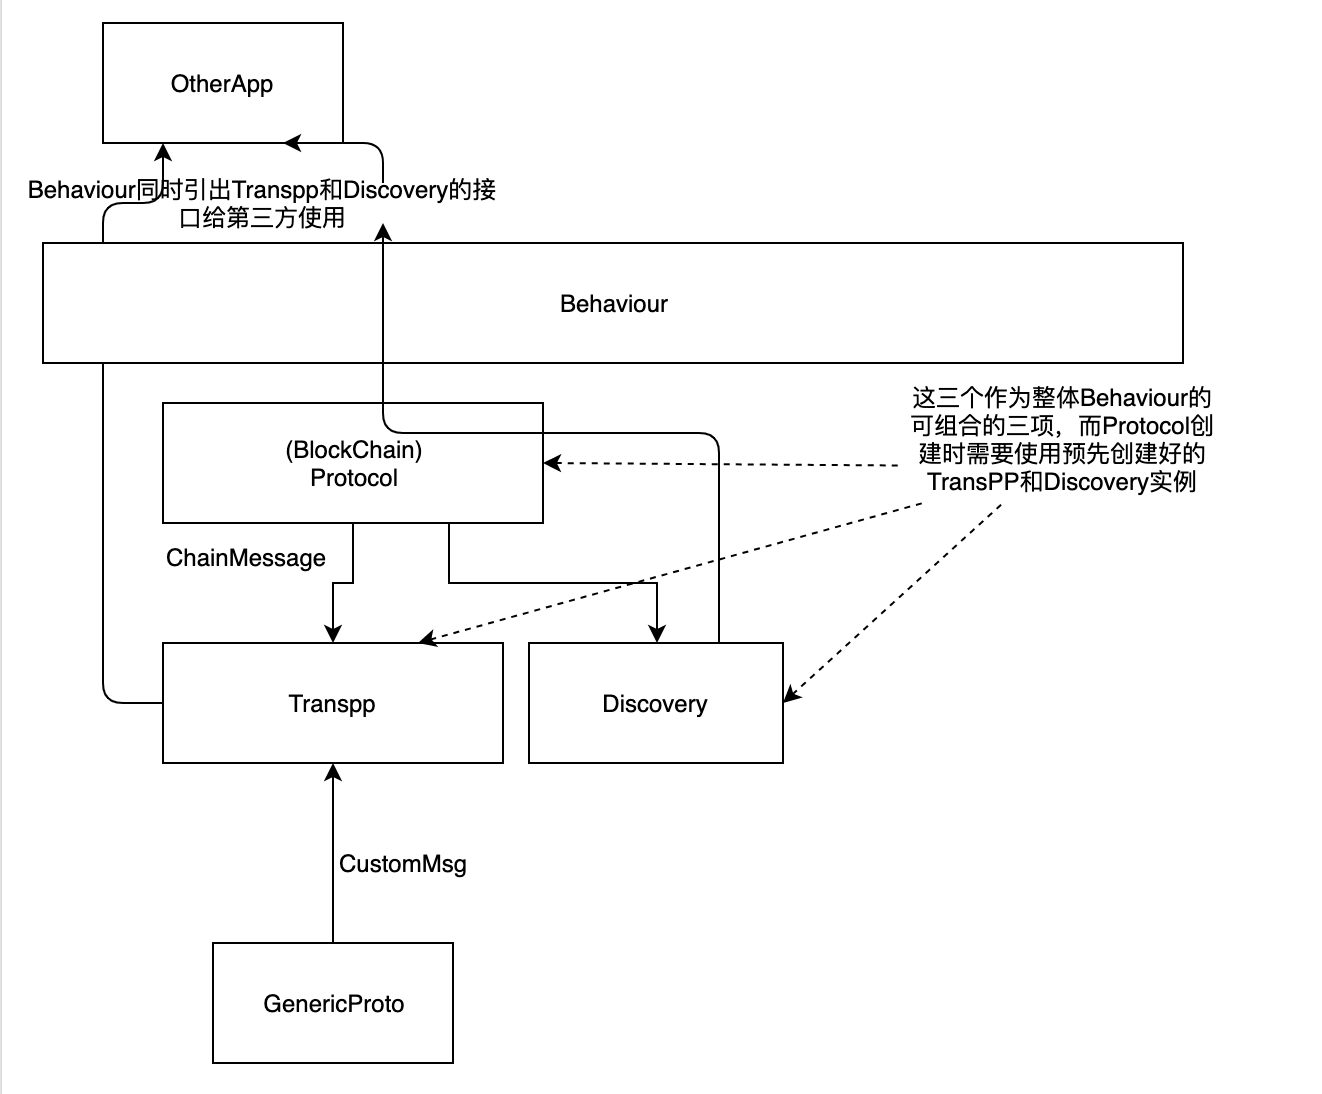 OtherApp
Behaviour同时引出Transpp和Discovery的接
口给第三方使用
Behaviour
这三个作为整体Behaviour的
可组合的三项，而Protocol创
建时需要使用预先创建好的
TransPP和Discovery实例
(BlockChain)
Protocol
ChainMessage
Transpp
Discovery
CustomMsg
GenericProto